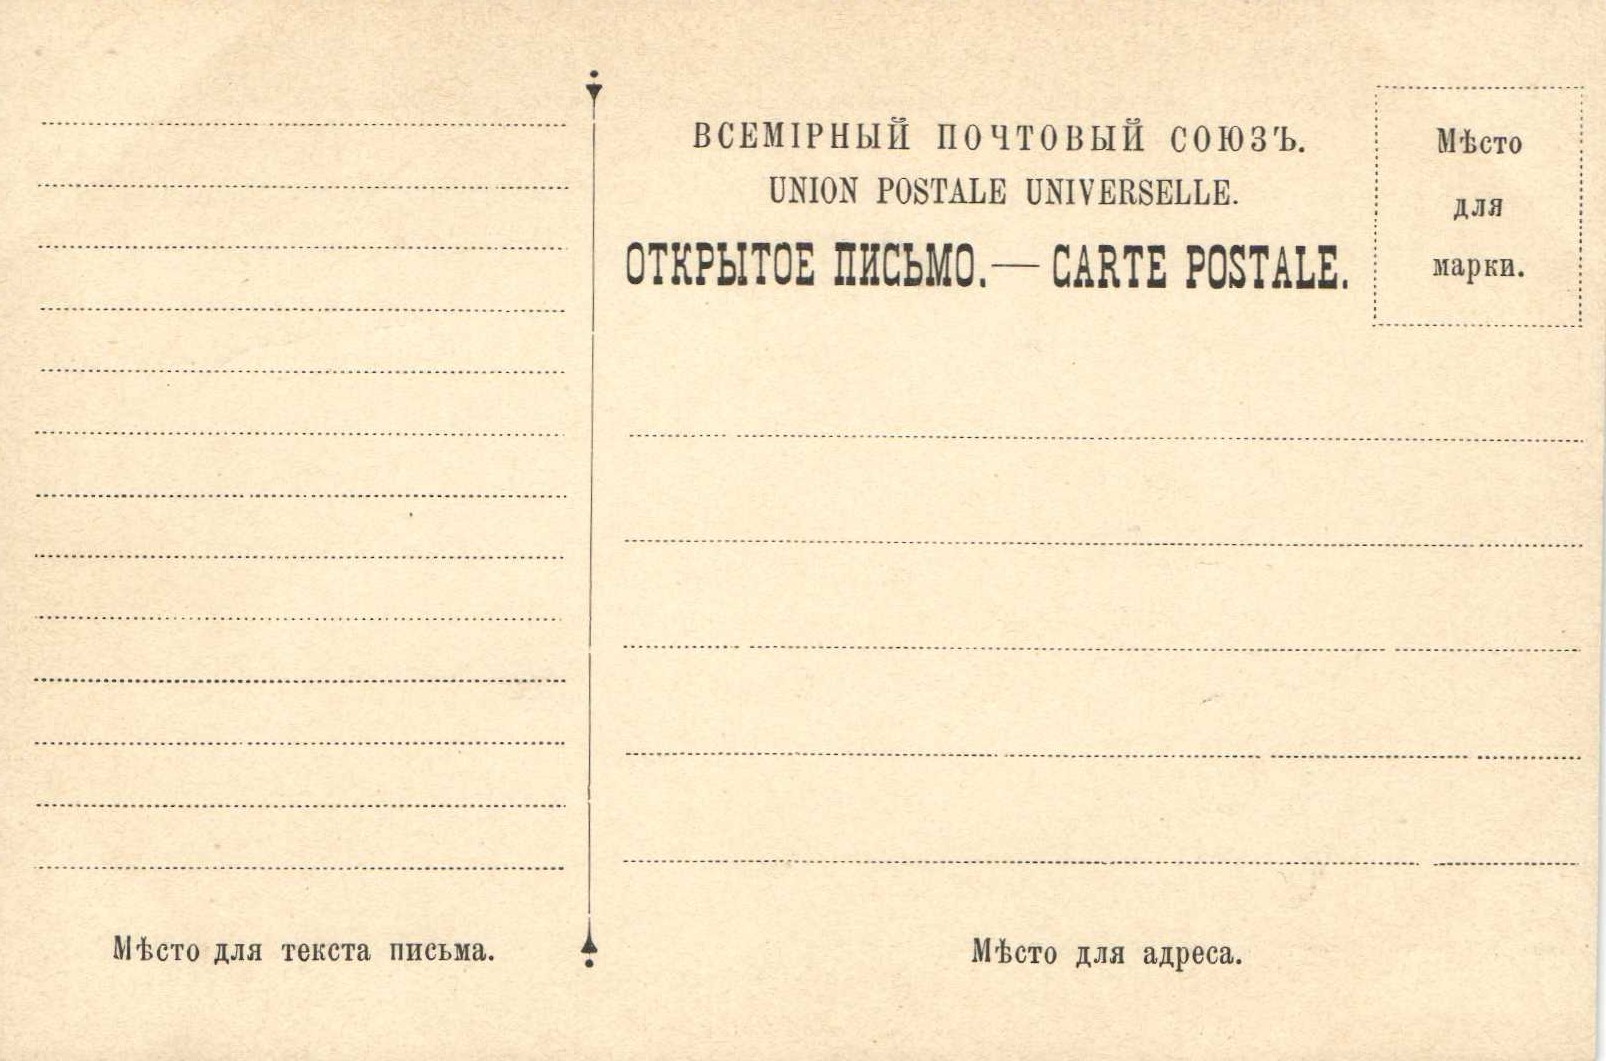 ВСЕМІРНЫЙ ПОЧТОВЫЙ СОЮЗЪ.
UNION POSTALE UNIVERSELLE.
ОТКРЫТОЕ ПИСЬМО.— CARTE POSTALE.
Мѣсто
для
марки.
Мѣсто для текста письма.
Мѣсто для адреса.